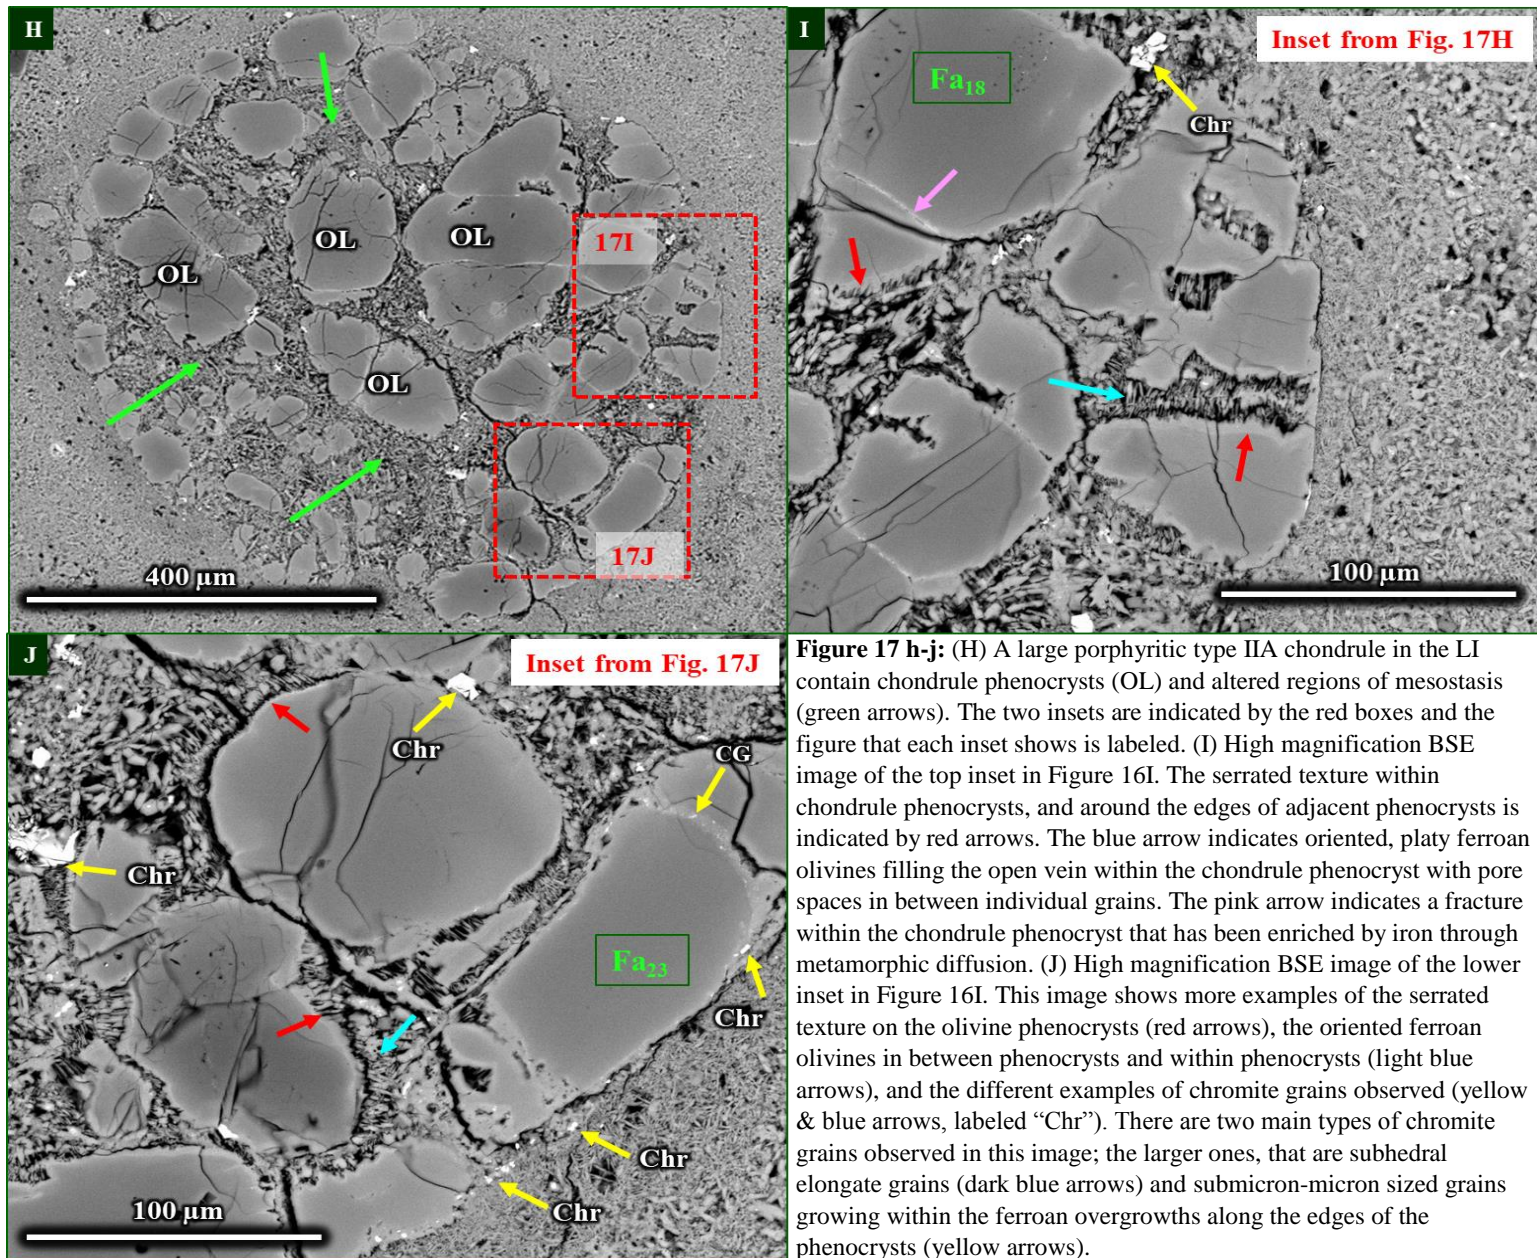 H
17I
OL
OL
OL
OL
17J
400 µm
I
Inset from Fig. 17H
Fa18
Chr
100 µm
J
Inset from Fig. 17J
Chr
CG
Chr
Fa23
Chr
Chr
Chr
100 µm
Figure 17 h-j: (H) A large porphyritic type IIA chondrule in the LI
contain chondrule phenocrysts (OL) and altered regions of mesostasis
(green arrows). The two insets are indicated by the red boxes and the
figure that each inset shows is labeled. (I) High magnification BSE
image of the top inset in Figure 16I. The serrated texture within
chondrule phenocrysts, and around the edges of adjacent phenocrysts is
indicated by red arrows. The blue arrow indicates oriented, platy ferroan
olivines filling the open vein within the chondrule phenocryst with pore
spaces in between individual grains. The pink arrow indicates a fracture
within the chondrule phenocryst that has been enriched by iron through
metamorphic diffusion. (J) High magnification BSE image of the lower
inset in Figure 16I. This image shows more examples of the serrated
texture on the olivine phenocrysts (red arrows), the oriented ferroan
olivines in between phenocrysts and within phenocrysts (light blue
arrows), and the different examples of chromite grains observed (yellow
& blue arrows, labeled “Chr”). There are two main types of chromite
grains observed in this image; the larger ones, that are subhedral
elongate grains (dark blue arrows) and submicron-micron sized grains
growing within the ferroan overgrowths along the edges of the
phenocrysts (yellow arrows).